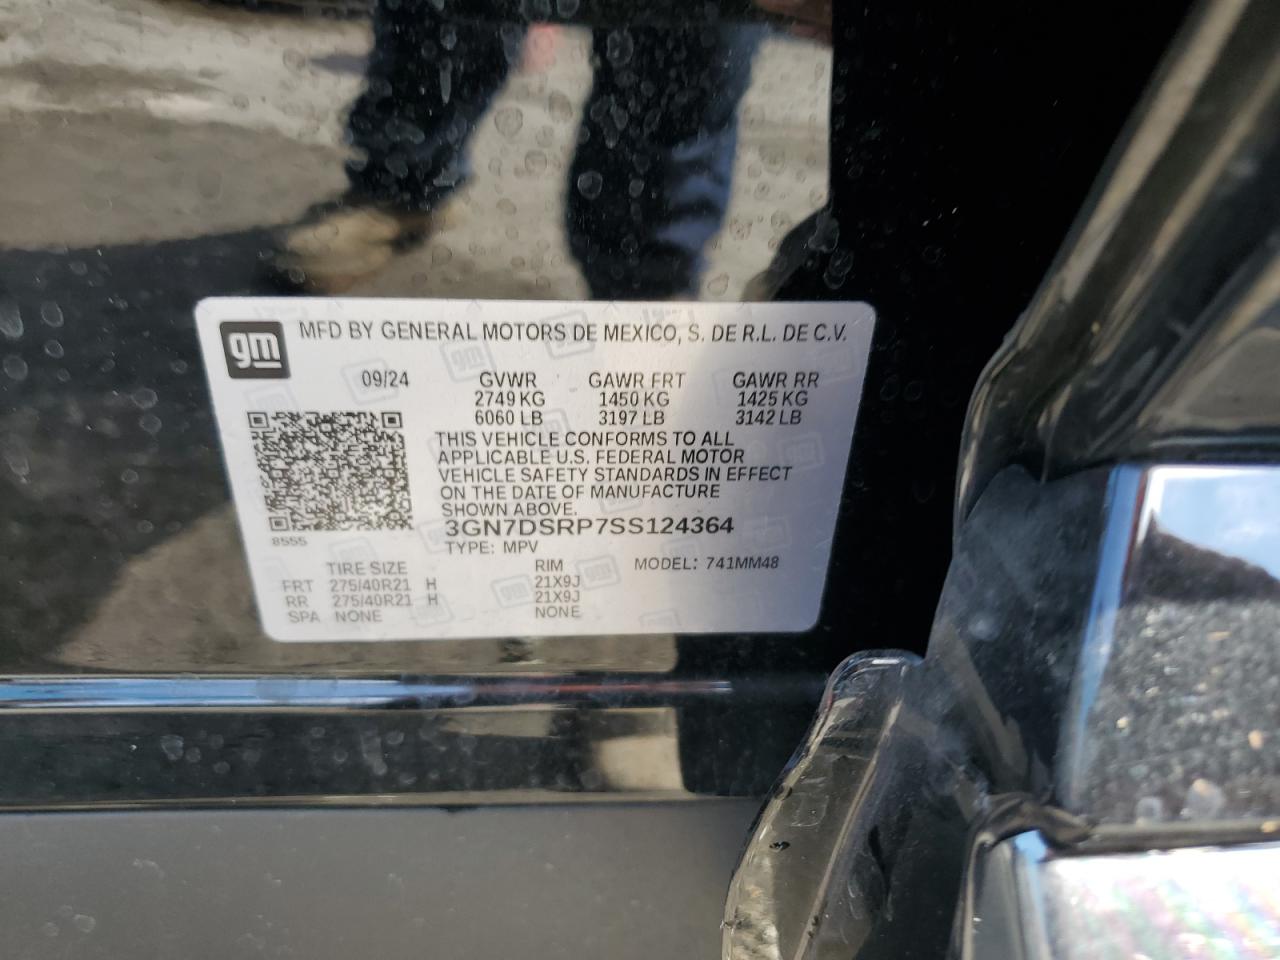 gm MFD BY GENERAL MOTORS DE MEXICO, S. DE R.L. DE C.V.
09/24 GVWR GAWR FRT GAWR RR
2749 KG 1450 KG 1425 KG
6060 LB 3197 LB 3142 LB
THIS VEHICLE CONFORMS TO ALL
APPLICABLE U.S. FEDERAL MOTOR
VEHICLE SAFETY STANDARDS IN EFFECT
ON THE DATE OF MANUFACTURE
SHOWN ABOVE.
3GN7DSRP7SS124364
8555
TYPE: MPV
TIRE SIZE RIM MODEL: 741MM48
FRT 275/40R21 H 21X9J
RR 275/40R21 H 21X9J
SPA NONE NONE